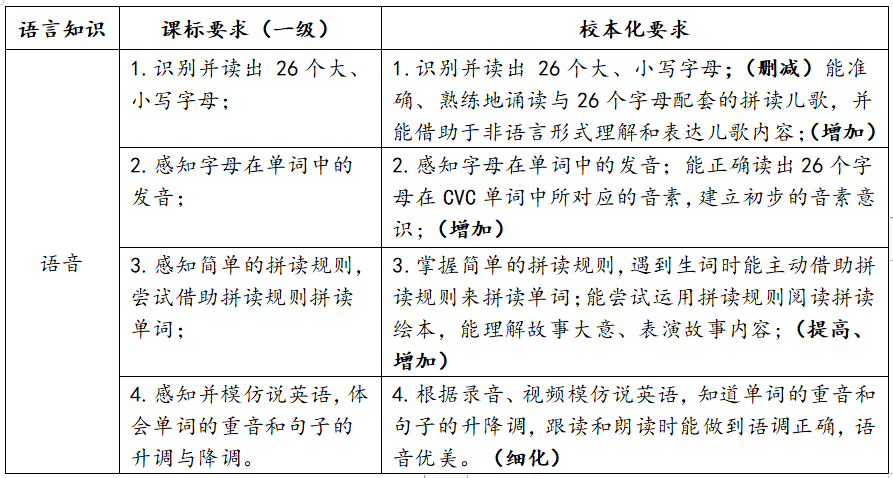 语言知识
课标要求（一级）
校本化要求
语音
1.识别并读出 26个大、
小写字母；
1.识别并读出 26个大、小写字母；（删减）能准
确、熟练地诵读与26个字母配套的拼读儿歌，并
能借助于非语言形式理解和表达儿歌内容；（增加）
2.感知字母在单词中的
发音；
2.感知字母在单词中的发音；能正确读出26个字
母在CVC单词中所对应的音素，建立初步的音素意
识；（增加）
3.感知简单的拼读规则，
尝试借助拼读规则拼读
单词；
3.掌握简单的拼读规则，遇到生词时能主动借助拼
读规则来拼读单词；能尝试运用拼读规则阅读拼读
绘本，能理解故事大意、表演故事内容；（提高、
增加）
4.感知并模仿说英语，体
会单词的重音和句子的
升调与降调。
4.根据录音、视频模仿说英语，知道单词的重音和
句子的升降调，跟读和朗读时能做到语调正确，语
音优美。（细化）